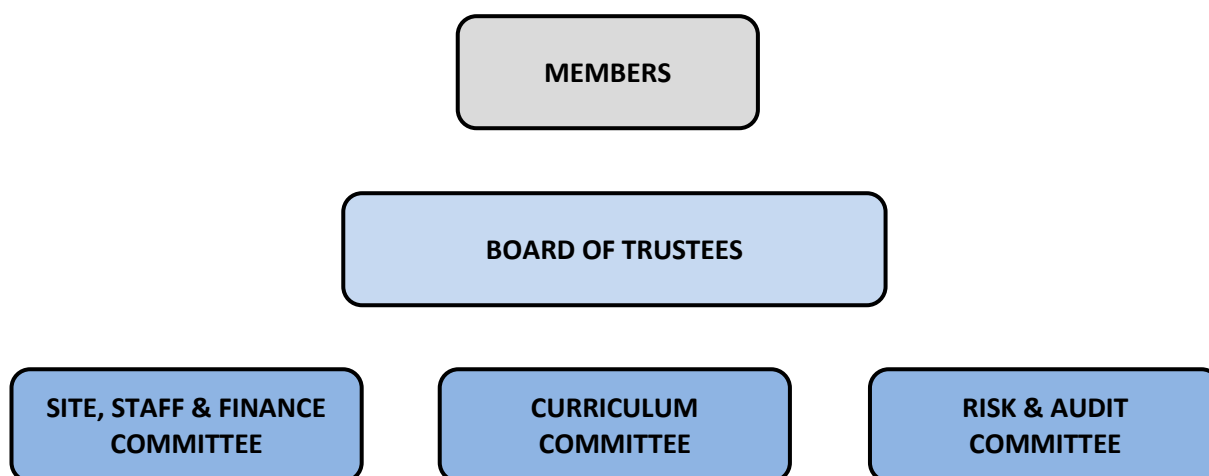 MEMBERS
BOARD OF TRUSTEES
SITE, STAFF & FINANCE
COMMITTEE
CURRICULUM
COMMITTEE
RISK & AUDIT
COMMITTEE